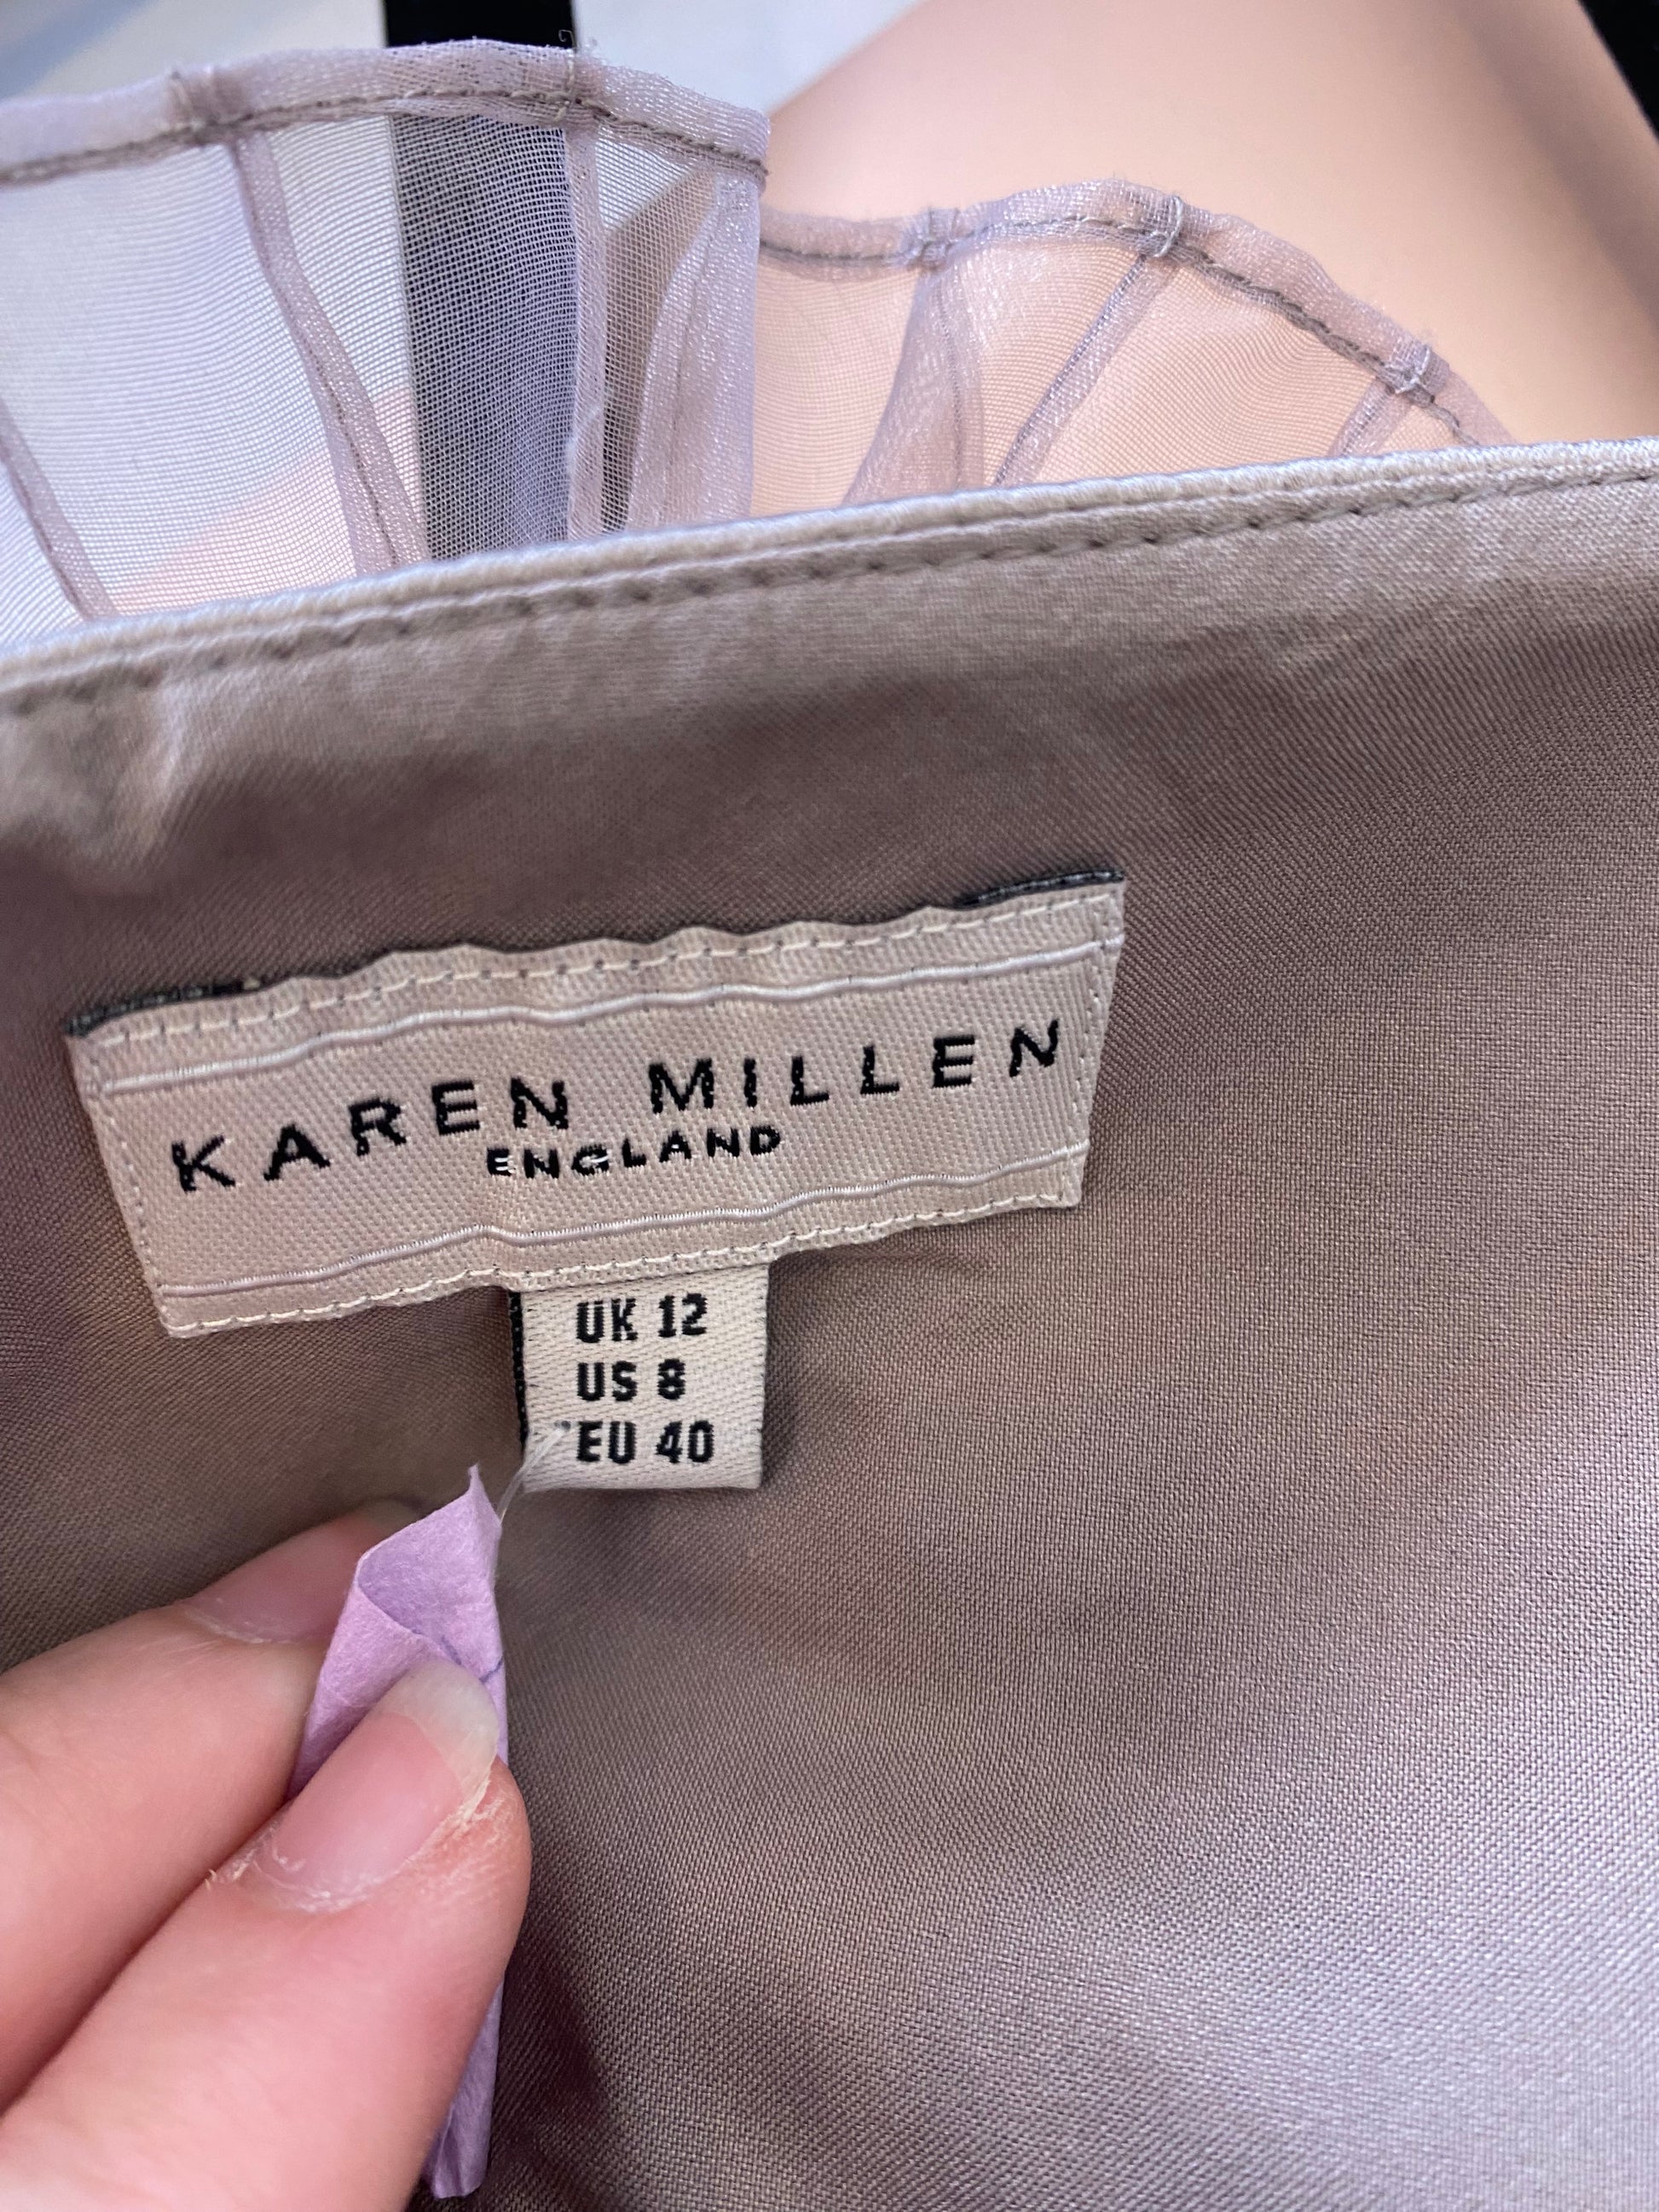 KAREN MILLEN
ENGLAND
UK 12
US 8
EU 40